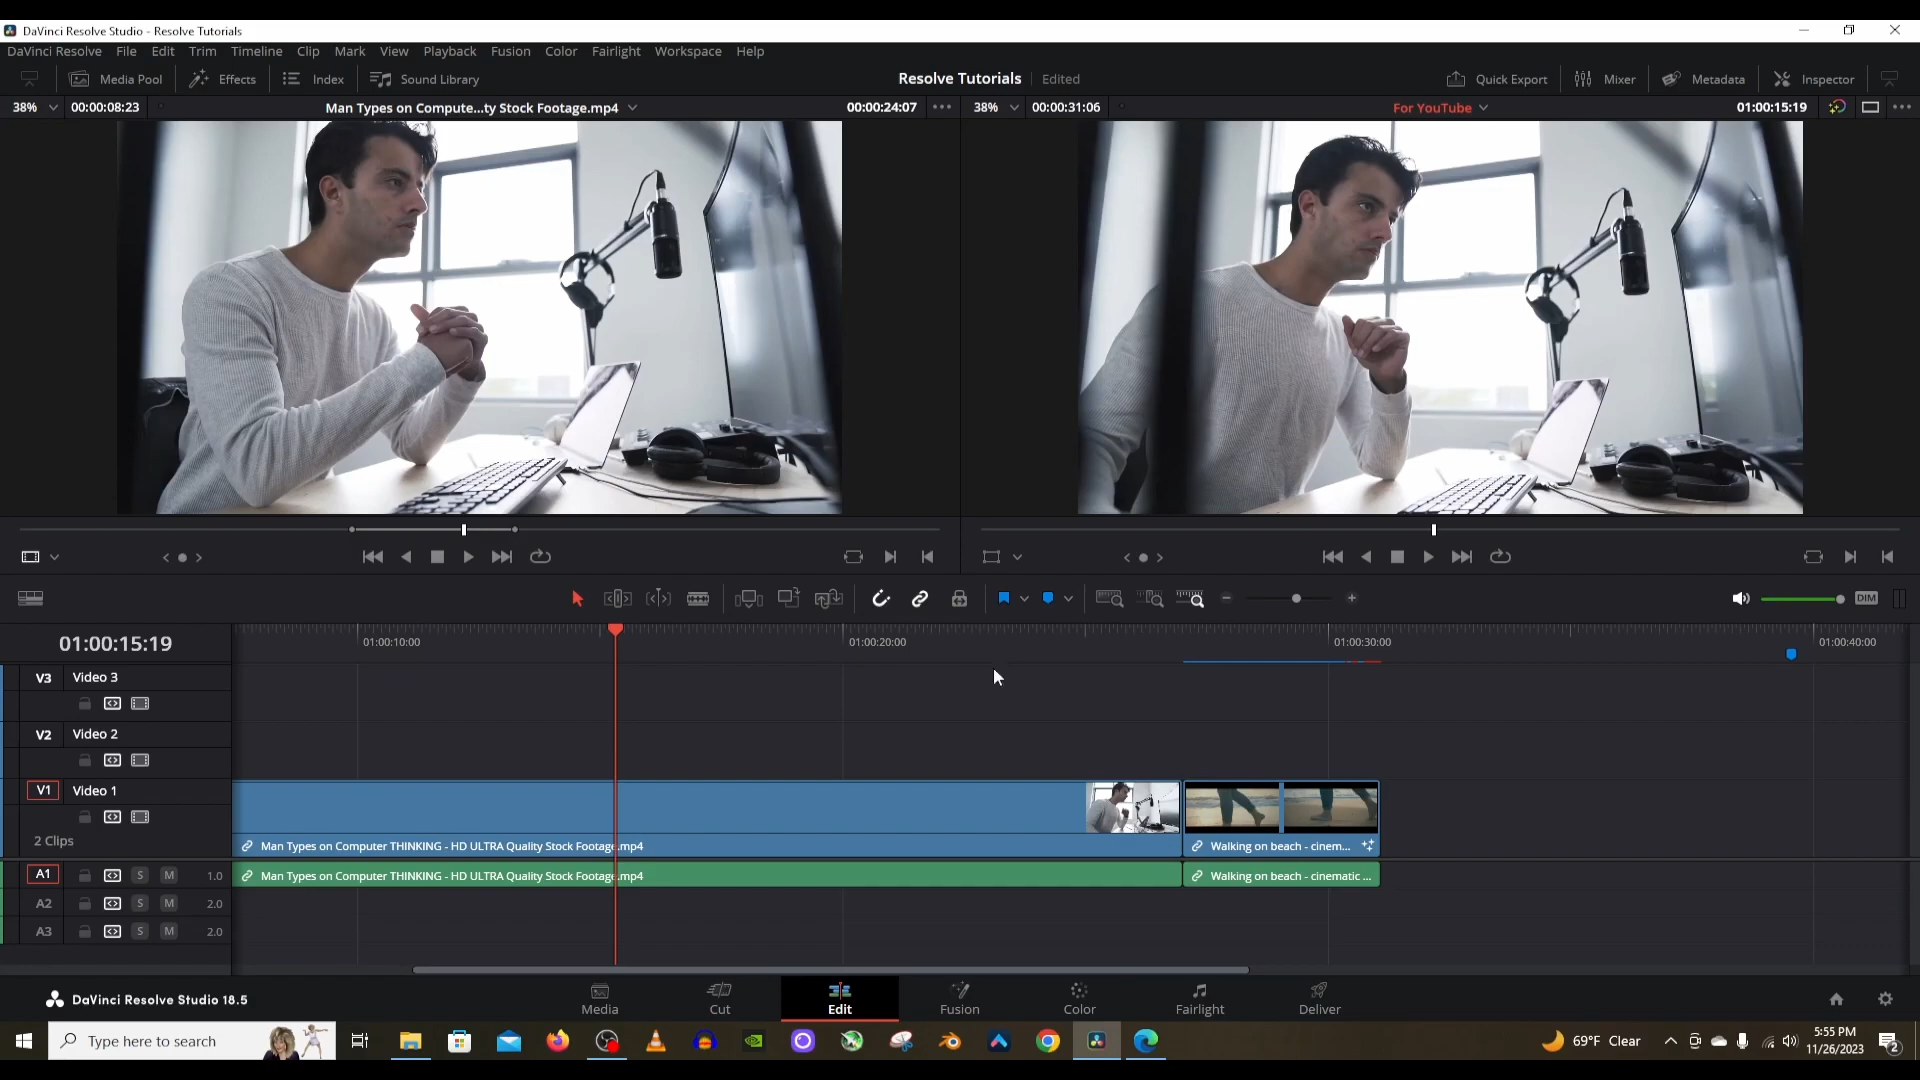 DaVinci Resolve Studio - Resolve Tutorials
DaVinci Resolve File Edit Trim Timeline Clip Mark View Playback Fusion Color Fairlight Workspace Help
Media Pool Effects Index Sound Library Resolve Tutorials Edited Quick Export Mixer Metadata Inspector
38% 00:00:08:23 Man Types on Compute...ty Stock Footage.mp4 00:00:24:07 ••• 38% 00:00:31:06 For YouTube 01:00:15:19 •••
DIM
01:00:15:19 01:00:10:00 01:00:20:00 01:00:30:00 01:00:40:00
V3 Video 3
V2 Video 2
V1 Video 1
2 Clips
Man Types on Computer THINKING - HD ULTRA Quality Stock Footage.mp4 Walking on beach - cinem...
A1 S M 1.0 Man Types on Computer THINKING - HD ULTRA Quality Stock Footage.mp4 Walking on beach - cinematic ...
A2 S M 2.0
A3 S M 2.0
DaVinci Resolve Studio 18.5 Media Cut Edit Fusion Color Fairlight Deliver
Type here to search 69°F Clear 5:55 PM
11/26/2023 2